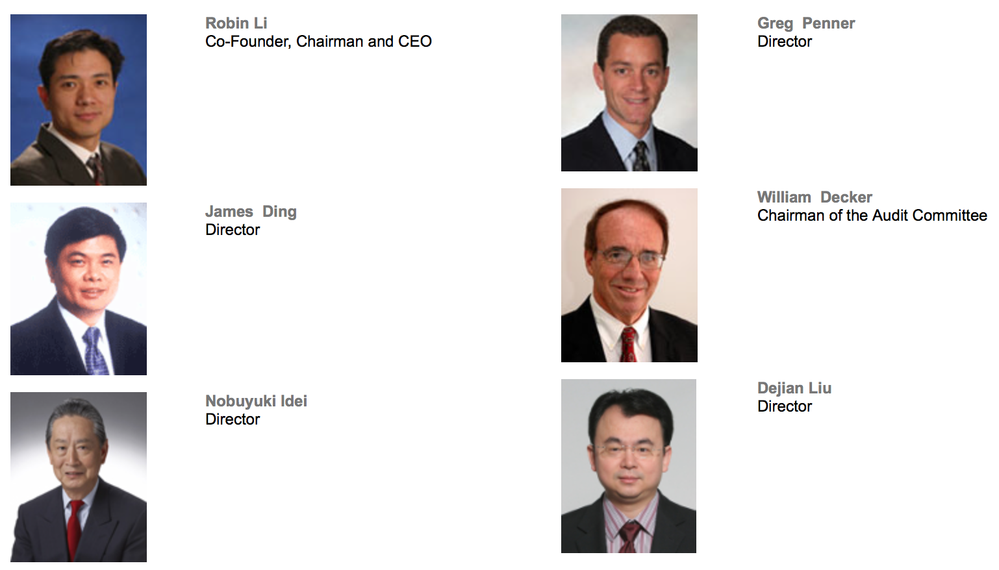 Robin Li
Co-Founder, Chairman and CEO
James  Ding
Director
Nobuyuki Idei
Director
Greg  Penner
Director
William  Decker
Chairman of the Audit Committee
Dejian Liu
Director